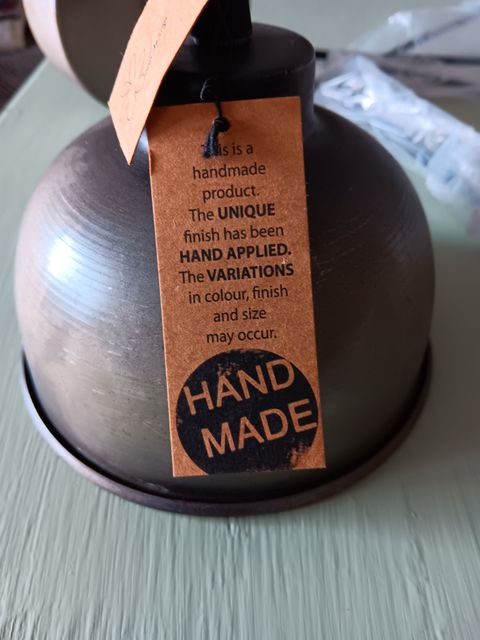 is a
handmade
product.
The UNIQUE
finish has been
HAND APPLIED.
The VARIATIONS
in colour, finish
and size
may occur.
HAND
MADE